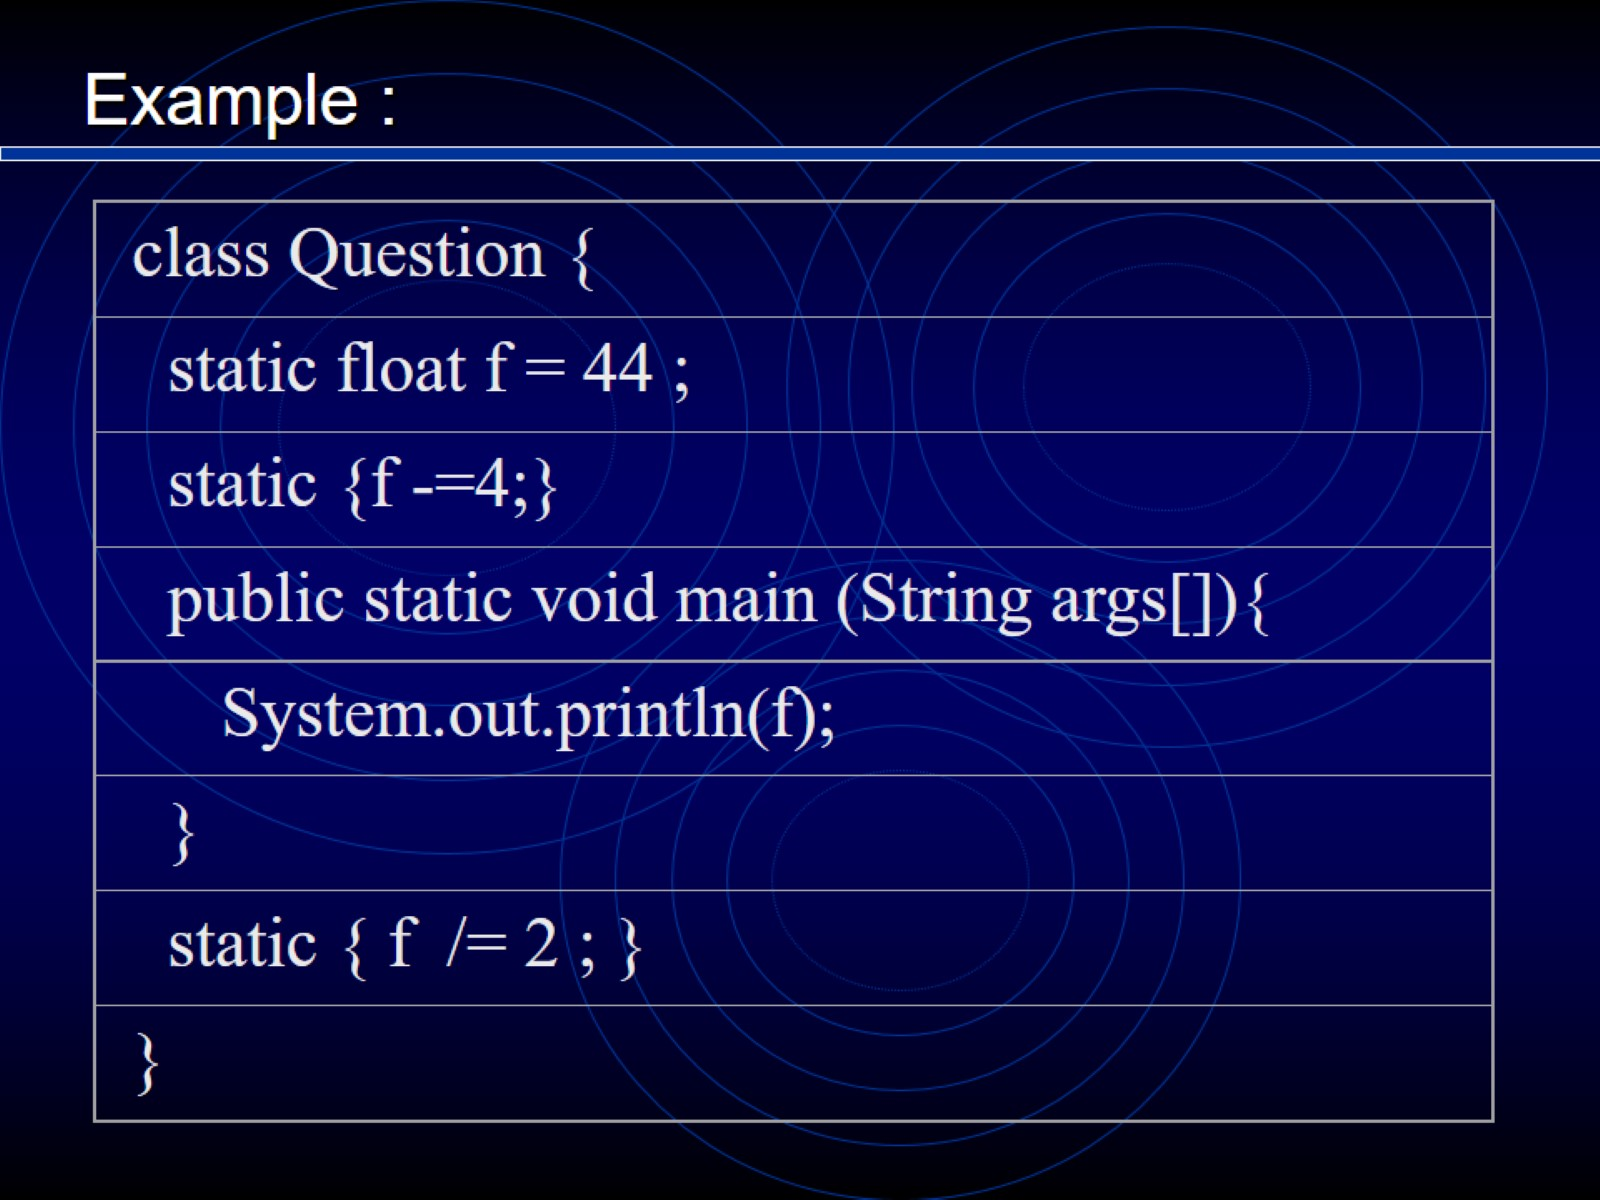 Example :
class Question {
static float f = 44 ;
static {f -=4;}
public static void main (String args[]){
System.out.println(f);
}
static { f  /= 2 ; }
}